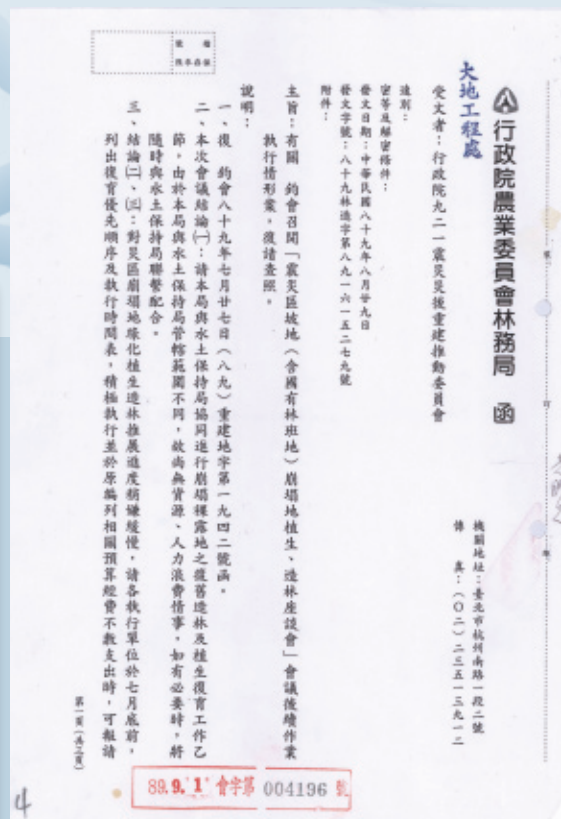 行政院農業委員會林務局　函
機關地址：臺北市杭州南路一段二號
傳　真：（〇二）二三五一三九一二
大地工程處
受文者：行政院九二一震災災後重建推動委員會
速別：
密等及解密條件：
發文日期：中華民國八十九年八月廿九日
發文字號：八十九林造字第八九一六一五二七九號
附件：
主旨：有關　鈞會召開「震災區坡地（含國有林班地）崩塌地植生、造林座談會」會議後續作業
執行情形案，復請查照。
說明：
一、復　鈞會八十九年七月廿七日（八九）重建地字第一九四二號函。
二、本次會議結論㈠：請本局與水土保持局協同進行崩塌裸露地之復舊造林及植生復育工作乙
節，由於本局與水土保持局管轄範圍不同，故尚無資源、人力浪費情事，如有必要時，將
隨時與水土保持局聯繫配合。
三、結論㈡、㈢：對災區崩塌地綠化植生造林推展進度稍嫌緩慢，請各執行單位於七月底前，
列出復育優先順序及執行時間表，積極執行並於原編列相關預算經費不敷支出時，可報請
第一頁（共三頁）
檔　號
保存年限
89.9.1 會字第 004196 號
4